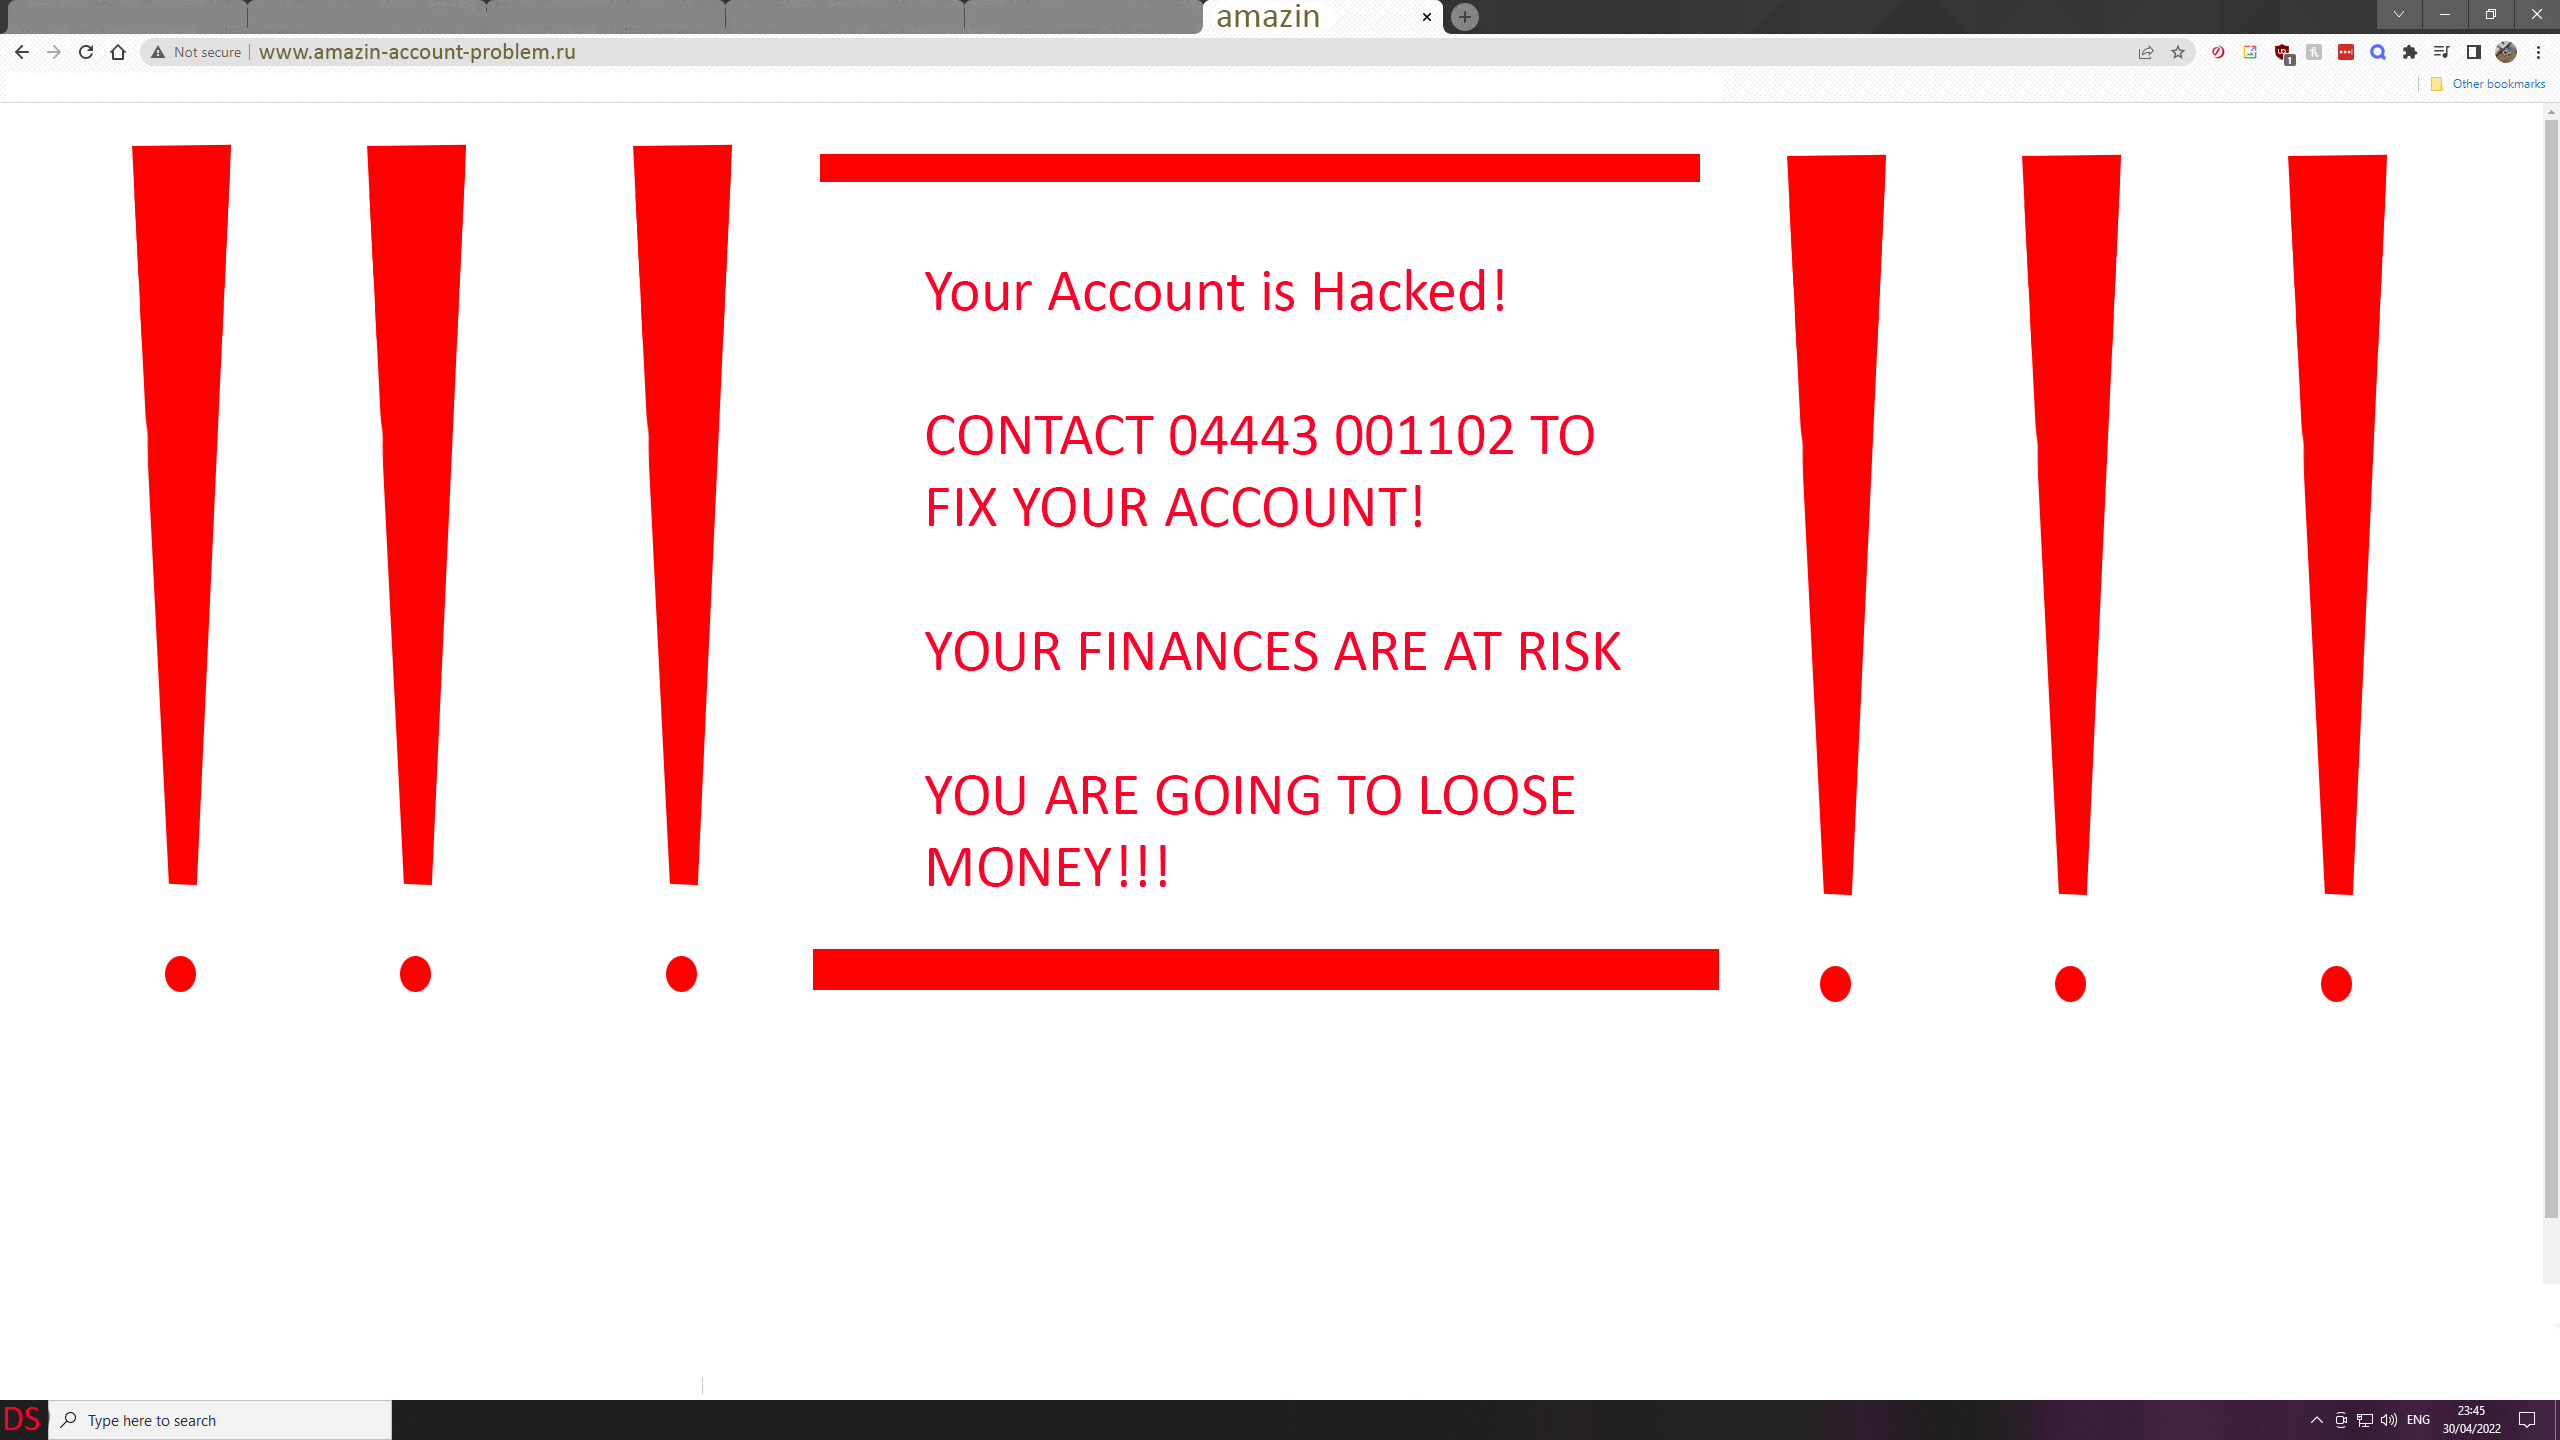 amazin
Not secure
www.amazin-account-problem.ru
1
Other bookmarks
Your Account is Hacked!
CONTACT 04443 001102 TO
FIX YOUR ACCOUNT!
YOUR FINANCES ARE AT RISK
YOU ARE GOING TO LOOSE
MONEY!!!
DS
Type here to search
ENG
23:45
30/04/2022